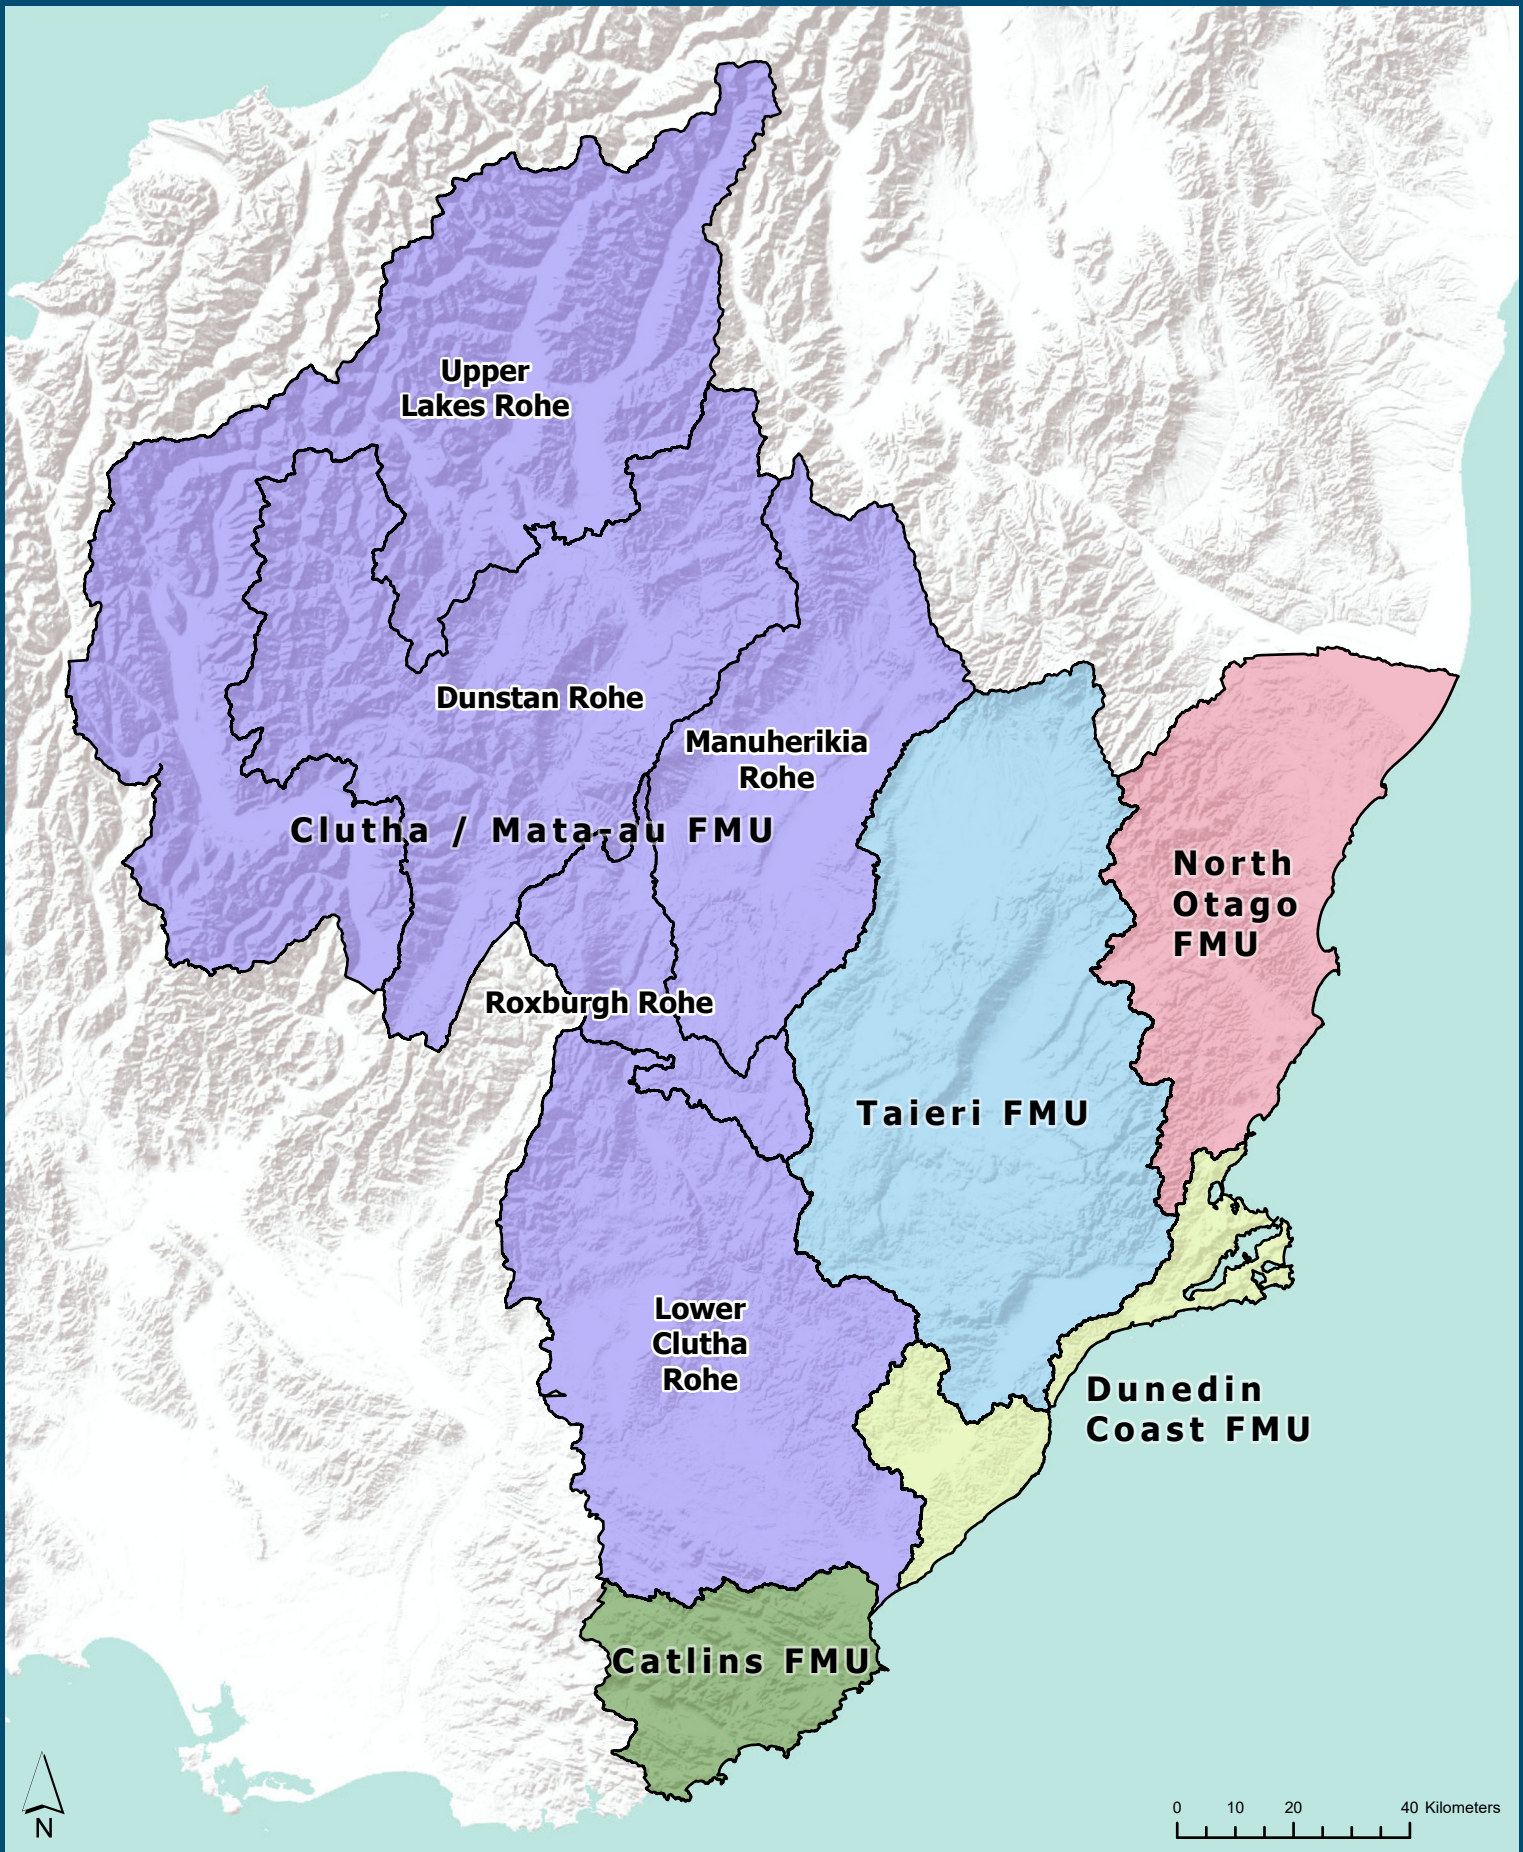 Upper
Lakes Rohe
Dunstan Rohe
Manuherikia
Rohe
Clutha / Mata-au FMU
North
Otago
FMU
Roxburgh Rohe
Taieri FMU
Lower
Clutha
Rohe
Dunedin
Coast FMU
Catlins FMU
N
0 10 20 40 Kilometers